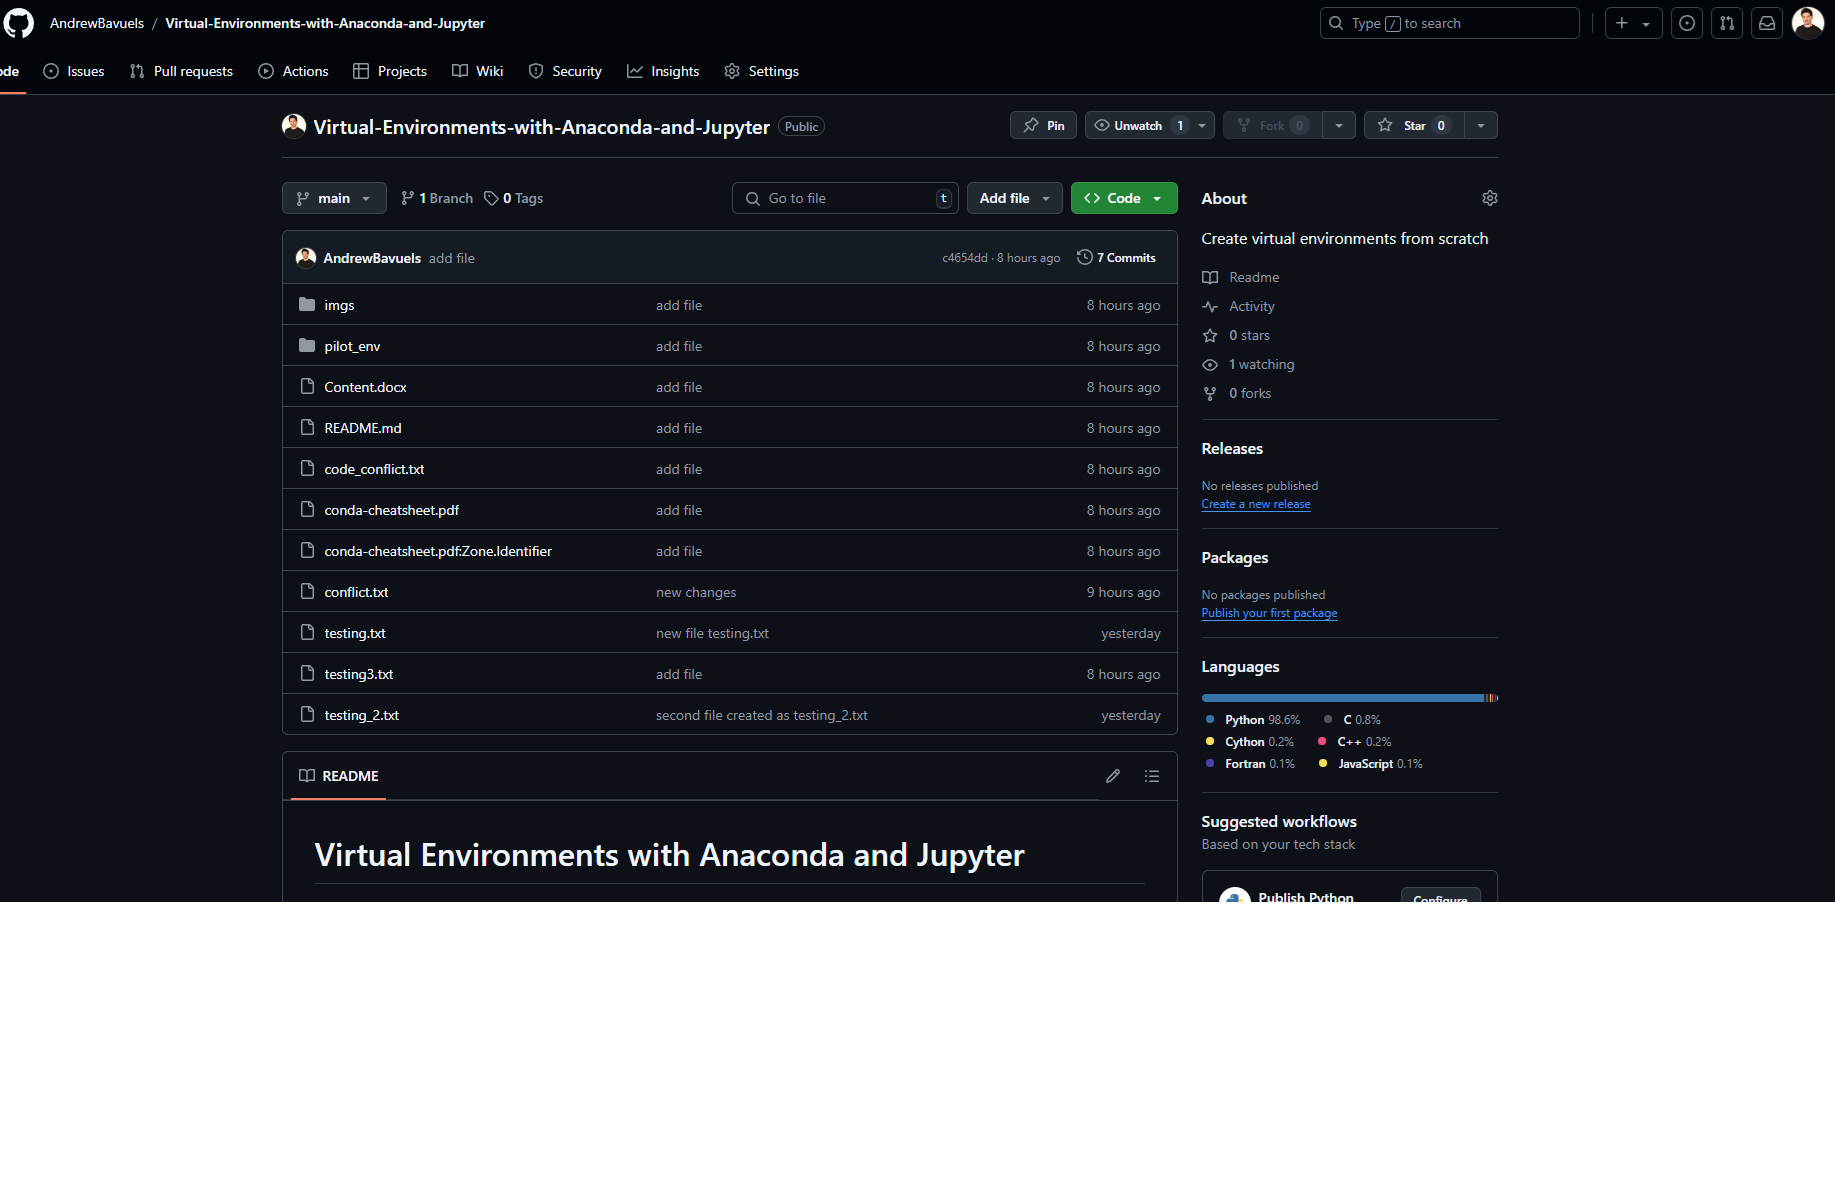 AndrewBavuels / Virtual-Environments-with-Anaconda-and-Jupyter
Type / to search
ode Issues Pull requests Actions Projects Wiki Security Insights Settings
Virtual-Environments-with-Anaconda-and-Jupyter Public
Pin Unwatch 1 Fork 0 Star 0
main 1 Branch 0 Tags
Go to file t Add file <> Code
AndrewBavuels add file c4654dd · 8 hours ago 7 Commits
imgs add file 8 hours ago
pilot_env add file 8 hours ago
Content.docx add file 8 hours ago
README.md add file 8 hours ago
code_conflict.txt add file 8 hours ago
conda-cheatsheet.pdf add file 8 hours ago
conda-cheatsheet.pdf:Zone.Identifier add file 8 hours ago
conflict.txt new changes 9 hours ago
testing.txt new file testing.txt yesterday
testing3.txt add file 8 hours ago
testing_2.txt second file created as testing_2.txt yesterday
README
Virtual Environments with Anaconda and Jupyter
About
Create virtual environments from scratch
Readme
Activity
0 stars
1 watching
0 forks
Releases
No releases published
Create a new release
Packages
No packages published
Publish your first package
Languages
Python 98.6% C 0.8%
Cython 0.2% C++ 0.2%
Fortran 0.1% JavaScript 0.1%
Suggested workflows
Based on your tech stack
Publish Python Configure